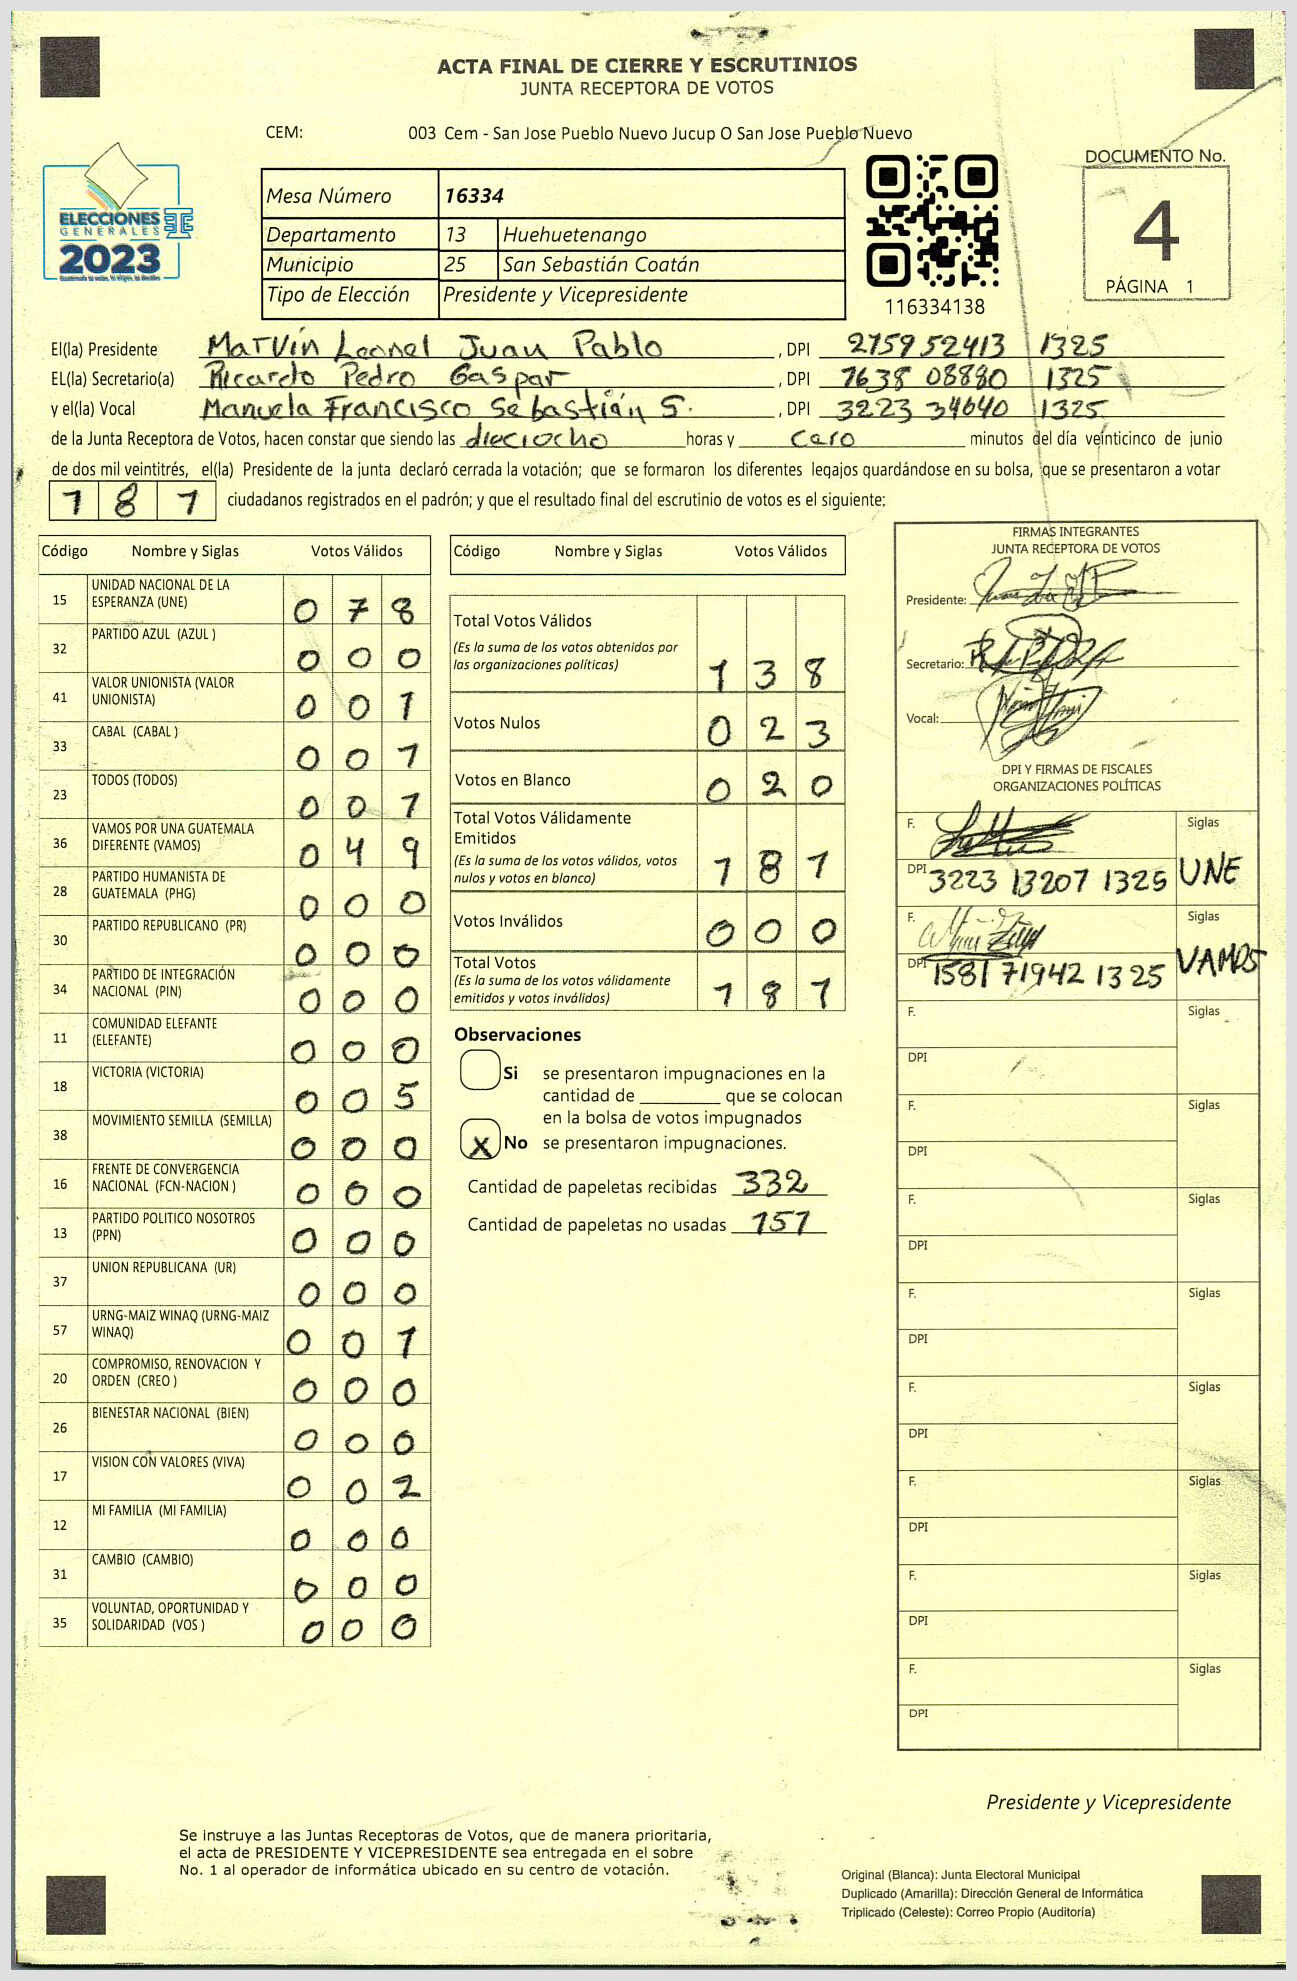 ACTA FINAL DE CIERRE Y ESCRUTINIOS
JUNTA RECEPTORA DE VOTOS
CEM: 003 Cem - San Jose Pueblo Nuevo Jucup O San Jose Pueblo Nuevo
DOCUMENTO No.
4
PÁGINA 1
ELECCIONES
GENERALES
2023
Mesa Número 16334
Departamento 13 Huehuetenango
Municipio 25 San Sebastián Coatán
Tipo de Elección Presidente y Vicepresidente
116334138
El(la) Presidente Marvin Leonel Juan Pablo , DPI 2759 52413 1325
EL(la) Secretario(a) Ricardo Pedro Gaspar , DPI 1638 08880 1325
y el(la) Vocal Manuela Francisco Sebastián S. , DPI 3223 34640 1325
de la Junta Receptora de Votos, hacen constar que siendo las dieciocho horas y cero minutos del día veinticinco de junio
de dos mil veintitrés, el(la) Presidente de la junta declaró cerrada la votación; que se formaron los diferentes legajos quardándose en su bolsa, que se presentaron a votar
1 8 1 ciudadanos registrados en el padrón; y que el resultado final del escrutinio de votos es el siguiente:
Código Nombre y Siglas Votos Válidos
15 UNIDAD NACIONAL DE LA ESPERANZA (UNE) 0 7 8
32 PARTIDO AZUL (AZUL ) 0 0 0
41 VALOR UNIONISTA (VALOR UNIONISTA) 0 0 1
33 CABAL (CABAL ) 0 0 1
23 TODOS (TODOS) 0 0 1
36 VAMOS POR UNA GUATEMALA DIFERENTE (VAMOS) 0 4 9
28 PARTIDO HUMANISTA DE GUATEMALA (PHG) 0 0 0
30 PARTIDO REPUBLICANO (PR) 0 0 0
34 PARTIDO DE INTEGRACIÓN NACIONAL (PIN) 0 0 0
11 COMUNIDAD ELEFANTE (ELEFANTE) 0 0 0
18 VICTORIA (VICTORIA) 0 0 5
38 MOVIMIENTO SEMILLA (SEMILLA) 0 0 0
16 FRENTE DE CONVERGENCIA NACIONAL (FCN-NACION ) 0 0 0
13 PARTIDO POLITICO NOSOTROS (PPN) 0 0 0
37 UNION REPUBLICANA (UR) 0 0 0
57 URNG-MAIZ WINAQ (URNG-MAIZ WINAQ) 0 0 1
20 COMPROMISO, RENOVACION Y ORDEN (CREO ) 0 0 0
26 BIENESTAR NACIONAL (BIEN) 0 0 0
17 VISION CON VALORES (VIVA) 0 0 2
12 MI FAMILIA (MI FAMILIA) 0 0 0
31 CAMBIO (CAMBIO) 0 0 0
35 VOLUNTAD, OPORTUNIDAD Y SOLIDARIDAD (VOS ) 0 0 0
Código Nombre y Siglas Votos Válidos
Total Votos Válidos
(Es la suma de los votos obtenidos por
las organizaciones políticas) 1 3 8
Votos Nulos 0 2 3
Votos en Blanco 0 2 0
Total Votos Válidamente
Emitidos
(Es la suma de los votos válidos, votos
nulos y votos en blanco) 1 8 1
Votos Inválidos 0 0 0
Total Votos
(Es la suma de los votos válidamente
emitidos y votos inválidos) 1 8 1
Observaciones
Si se presentaron impugnaciones en la
cantidad de ________ que se colocan
en la bolsa de votos impugnados
X No se presentaron impugnaciones.
Cantidad de papeletas recibidas 332
Cantidad de papeletas no usadas 151
FIRMAS INTEGRANTES
JUNTA RECEPTORA DE VOTOS
Presidente:
Secretario:
Vocal:
DPI Y FIRMAS DE FISCALES
ORGANIZACIONES POLÍTICAS
F. Siglas
DPI 3223 13207 1325 UNE
F. Siglas
DPI 1581 71942 1325 VAMOS
F. Siglas
DPI
F. Siglas
DPI
F. Siglas
DPI
F. Siglas
DPI
F. Siglas
DPI
F. Siglas
DPI
F. Siglas
DPI
F. Siglas
DPI
Presidente y Vicepresidente
Se instruye a las Juntas Receptoras de Votos, que de manera prioritaria,
el acta de PRESIDENTE Y VICEPRESIDENTE sea entregada en el sobre
No. 1 al operador de informática ubicado en su centro de votación.
Original (Blanca): Junta Electoral Municipal
Duplicado (Amarilla): Dirección General de Informática
Triplicado (Celeste): Correo Propio (Auditoría)